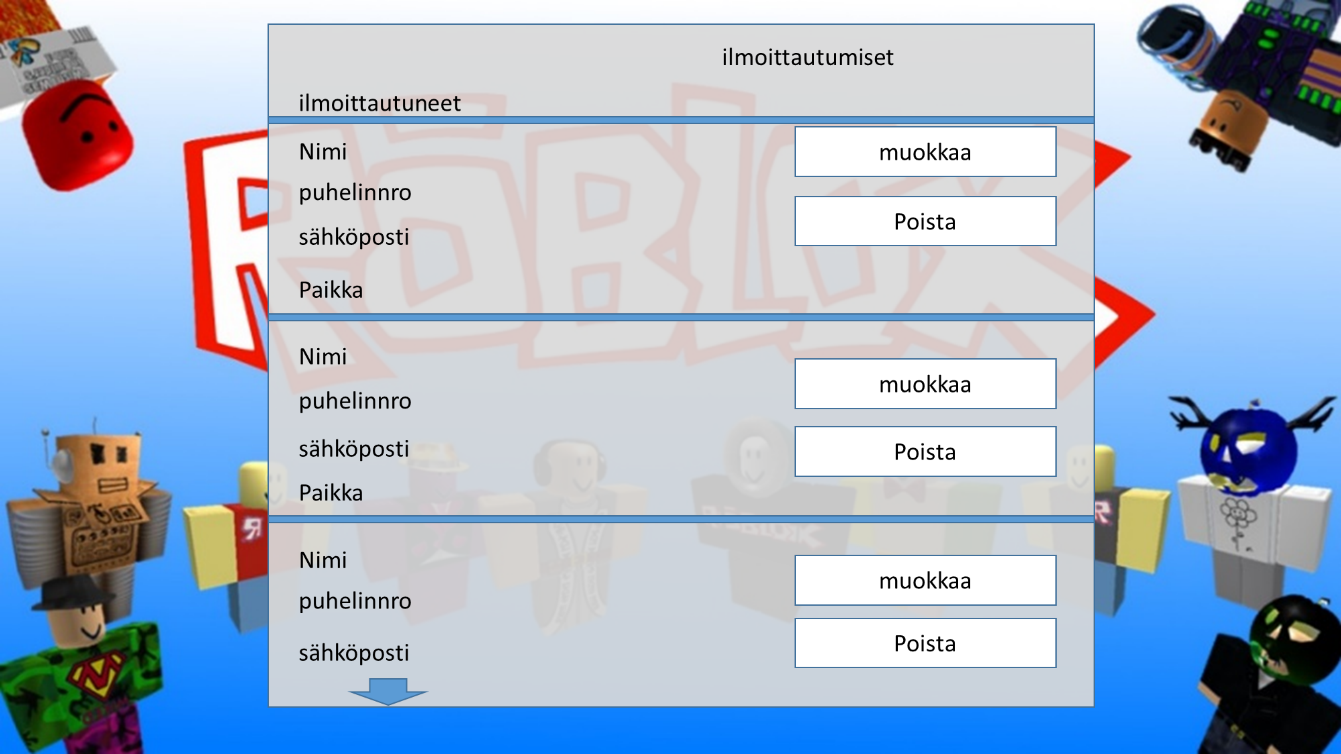 ilmoittautumiset
ilmoittautuneet
Nimi
muokkaa
puhelinnro
Poista
sähköposti
Paikka
Nimi
muokkaa
puhelinnro
sähköposti
Poista
Paikka
Nimi
muokkaa
puhelinnro
Poista
sähköposti
ROBLOX